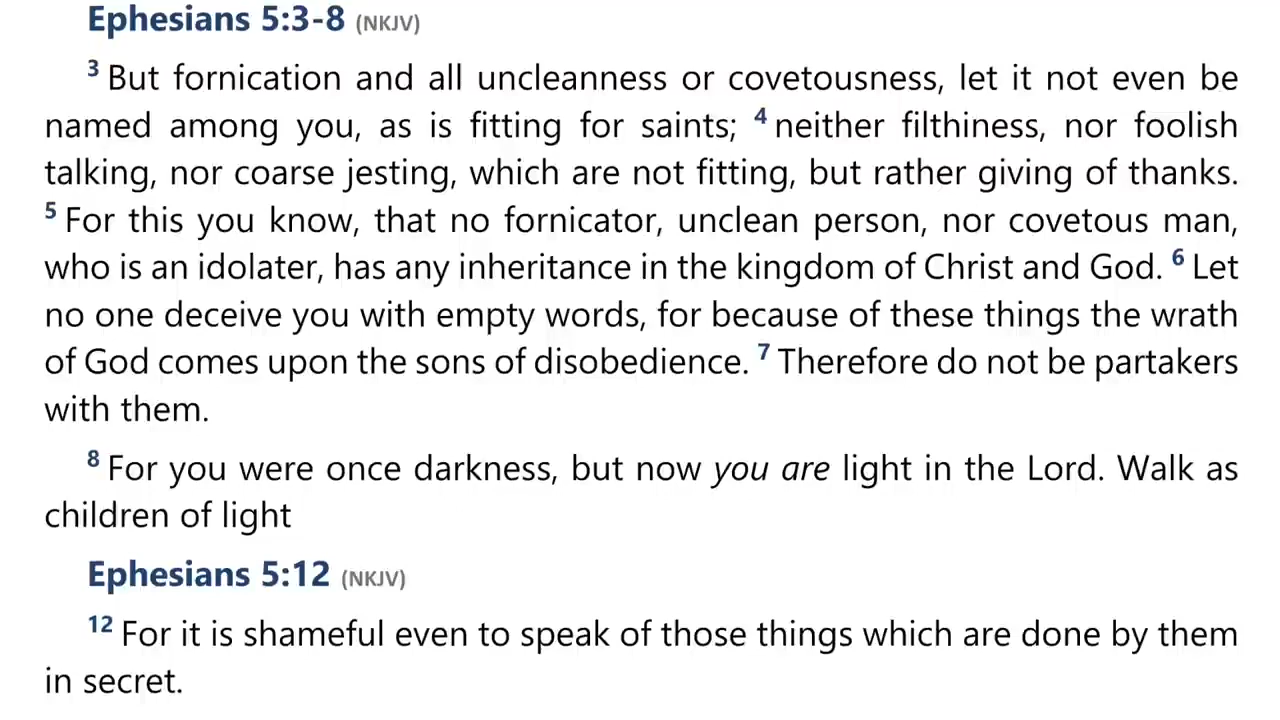 Ephesians 5:3-8 (NKJV)
3 But fornication and all uncleanness or covetousness, let it not even be
named among you, as is fitting for saints; 4 neither filthiness, nor foolish
talking, nor coarse jesting, which are not fitting, but rather giving of thanks.
5 For this you know, that no fornicator, unclean person, nor covetous man,
who is an idolater, has any inheritance in the kingdom of Christ and God. 6 Let
no one deceive you with empty words, for because of these things the wrath
of God comes upon the sons of disobedience. 7 Therefore do not be partakers
with them.
8 For you were once darkness, but now you are light in the Lord. Walk as
children of light
Ephesians 5:12 (NKJV)
12 For it is shameful even to speak of those things which are done by them
in secret.